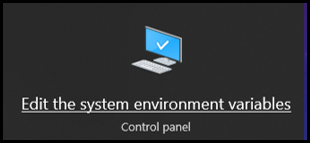 Edit the system environment variables
Control panel